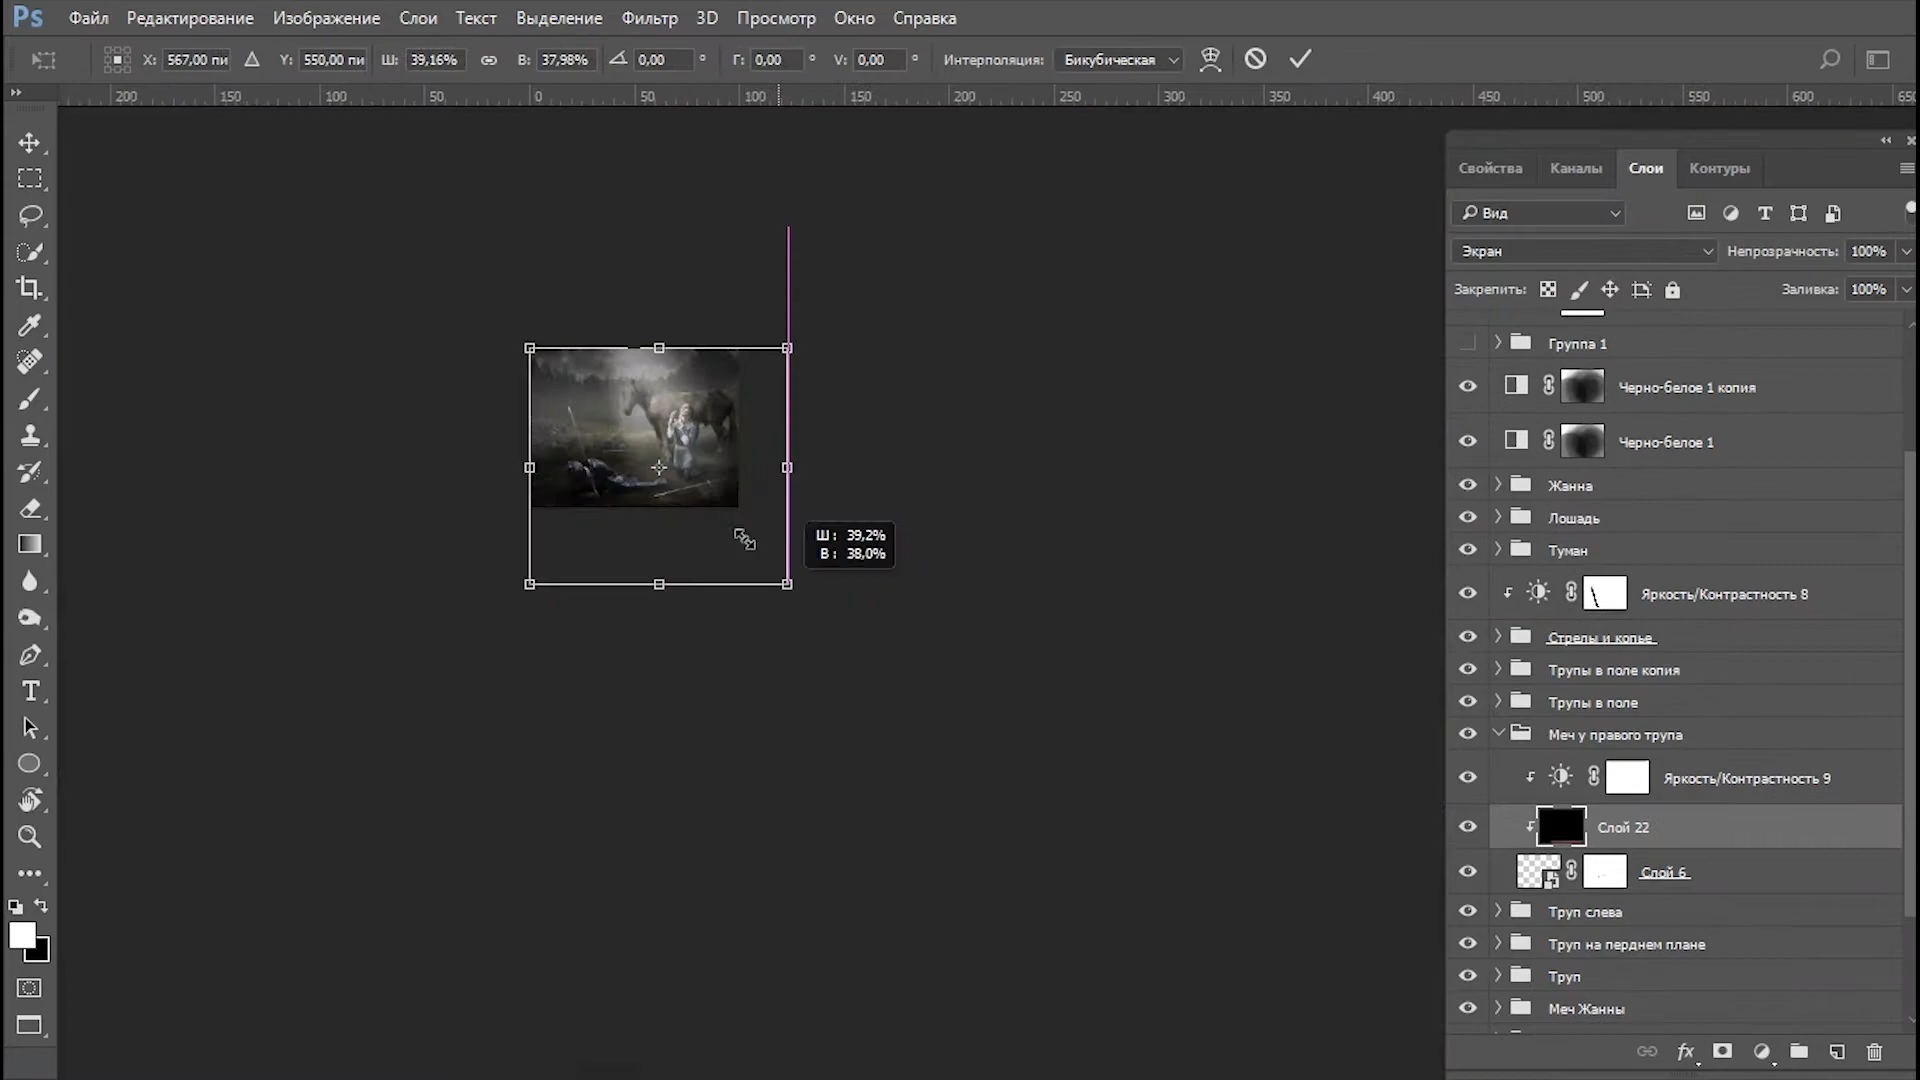 Ps Файл Редактирование Изображение Слои Текст Выделение Фильтр 3D Просмотр Окно Справка
X: 567,00 пи Y: 550,00 пи Ш: 39,16% В: 37,98% 0,00 ° Г: 0,00 ° V: 0,00 ° Интерполяция: Бикубическая
200 150 100 50 0 50 100 150 200 250 300 350 400 450 500 550 600 650
Свойства Каналы Слои Контуры
Вид
Экран Непрозрачность: 100%
Закрепить: Заливка: 100%
Группа 1
Черно-белое 1 копия
Черно-белое 1
Жанна
Лошадь
Ш: 39,2%
В: 38,0%
Туман
Яркость/Контрастность 8
Стрелы и копье
Трупы в поле копия
Трупы в поле
Меч у правого трупа
Яркость/Контрастность 9
Слой 22
Слой 6
Труп слева
Труп на перднем плане
Труп
Меч Жанны
fx